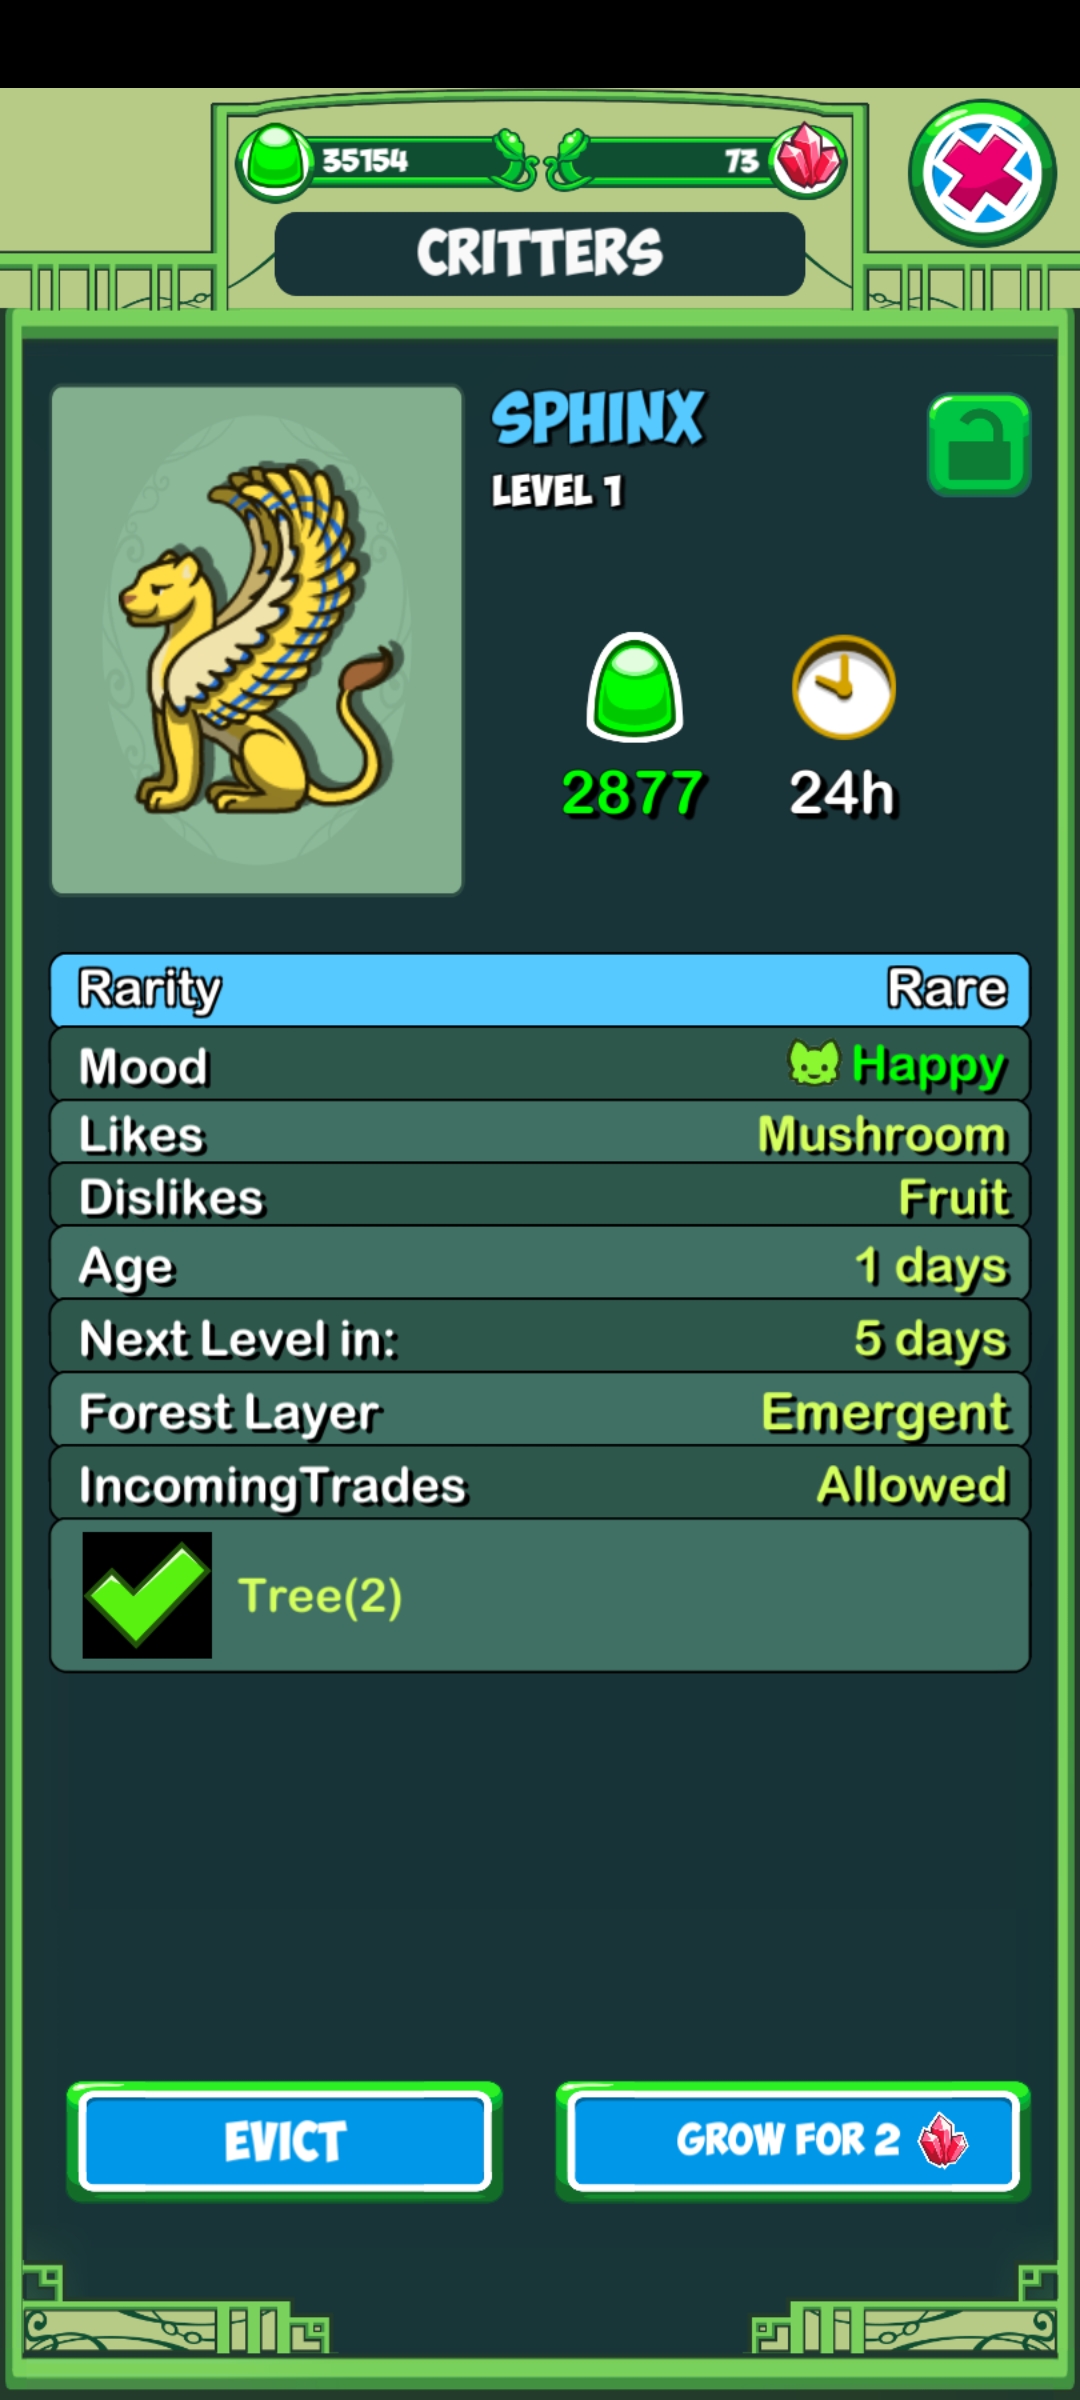 35154
73
CRITTERS
SPHINX
LEVEL 1
2877
24h
Rarity Rare
Mood Happy
Likes Mushroom
Dislikes Fruit
Age 1 days
Next Level in: 5 days
Forest Layer Emergent
IncomingTrades Allowed
Tree(2)
EVICT
GROW FOR 2